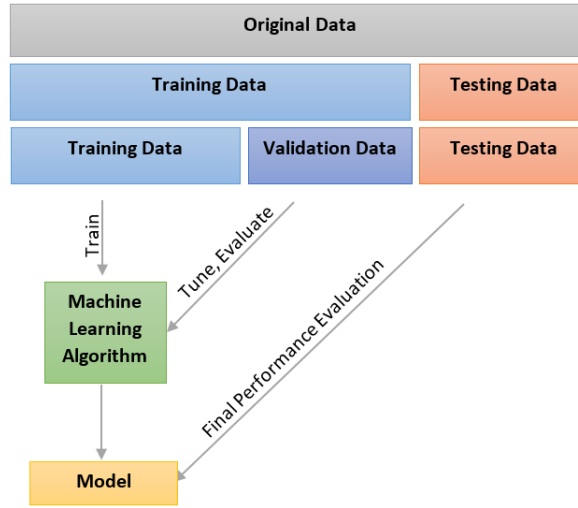 Original Data
Training Data
Testing Data
Training Data
Validation Data
Testing Data
Train
Tune, Evaluate
Final Performance Evaluation
Machine
Learning
Algorithm
Model